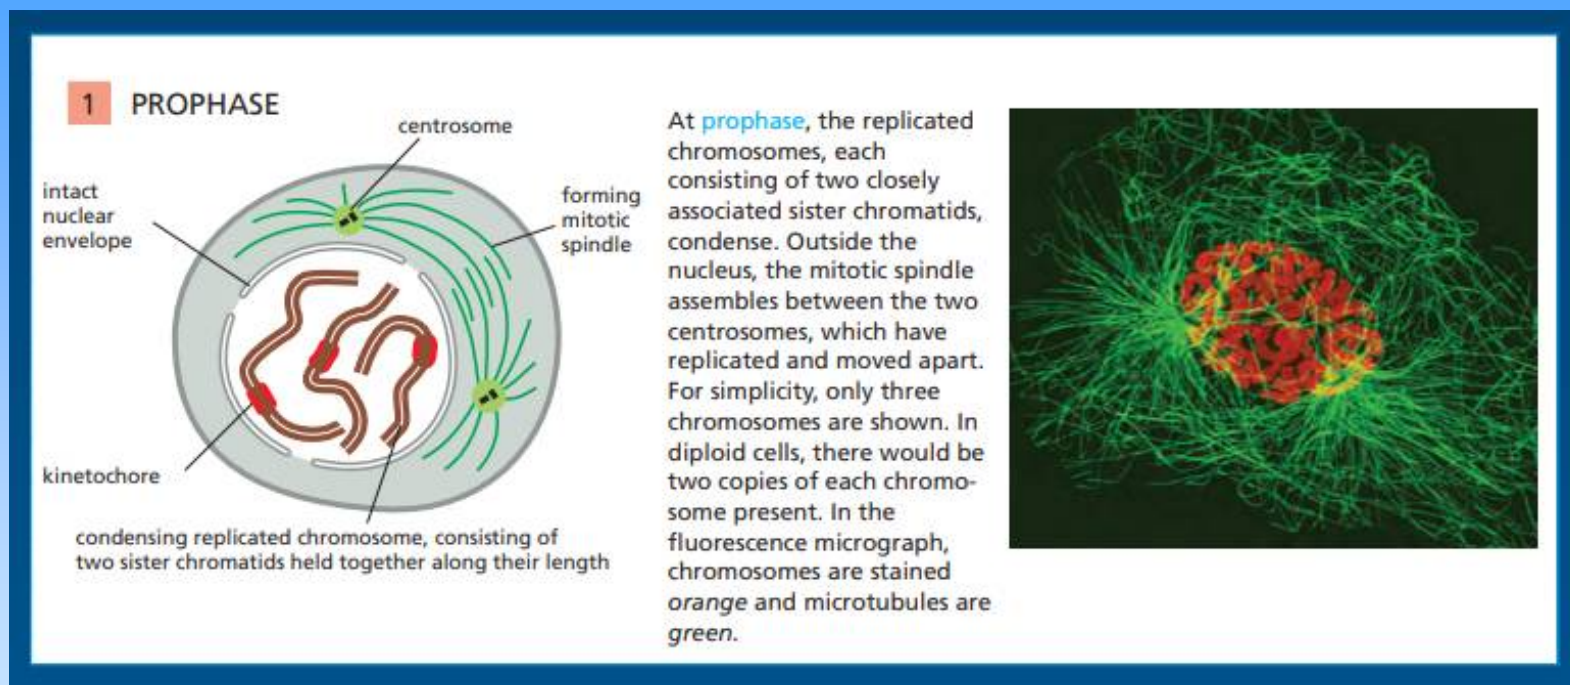 1 PROPHASE
centrosome
intact
nuclear
envelope
forming
mitotic
spindle
kinetochore
condensing replicated chromosome, consisting of
two sister chromatids held together along their length
At prophase, the replicated
chromosomes, each
consisting of two closely
associated sister chromatids,
condense. Outside the
nucleus, the mitotic spindle
assembles between the two
centrosomes, which have
replicated and moved apart.
For simplicity, only three
chromosomes are shown. In
diploid cells, there would be
two copies of each chromo-
some present. In the
fluorescence micrograph,
chromosomes are stained
orange and microtubules are
green.